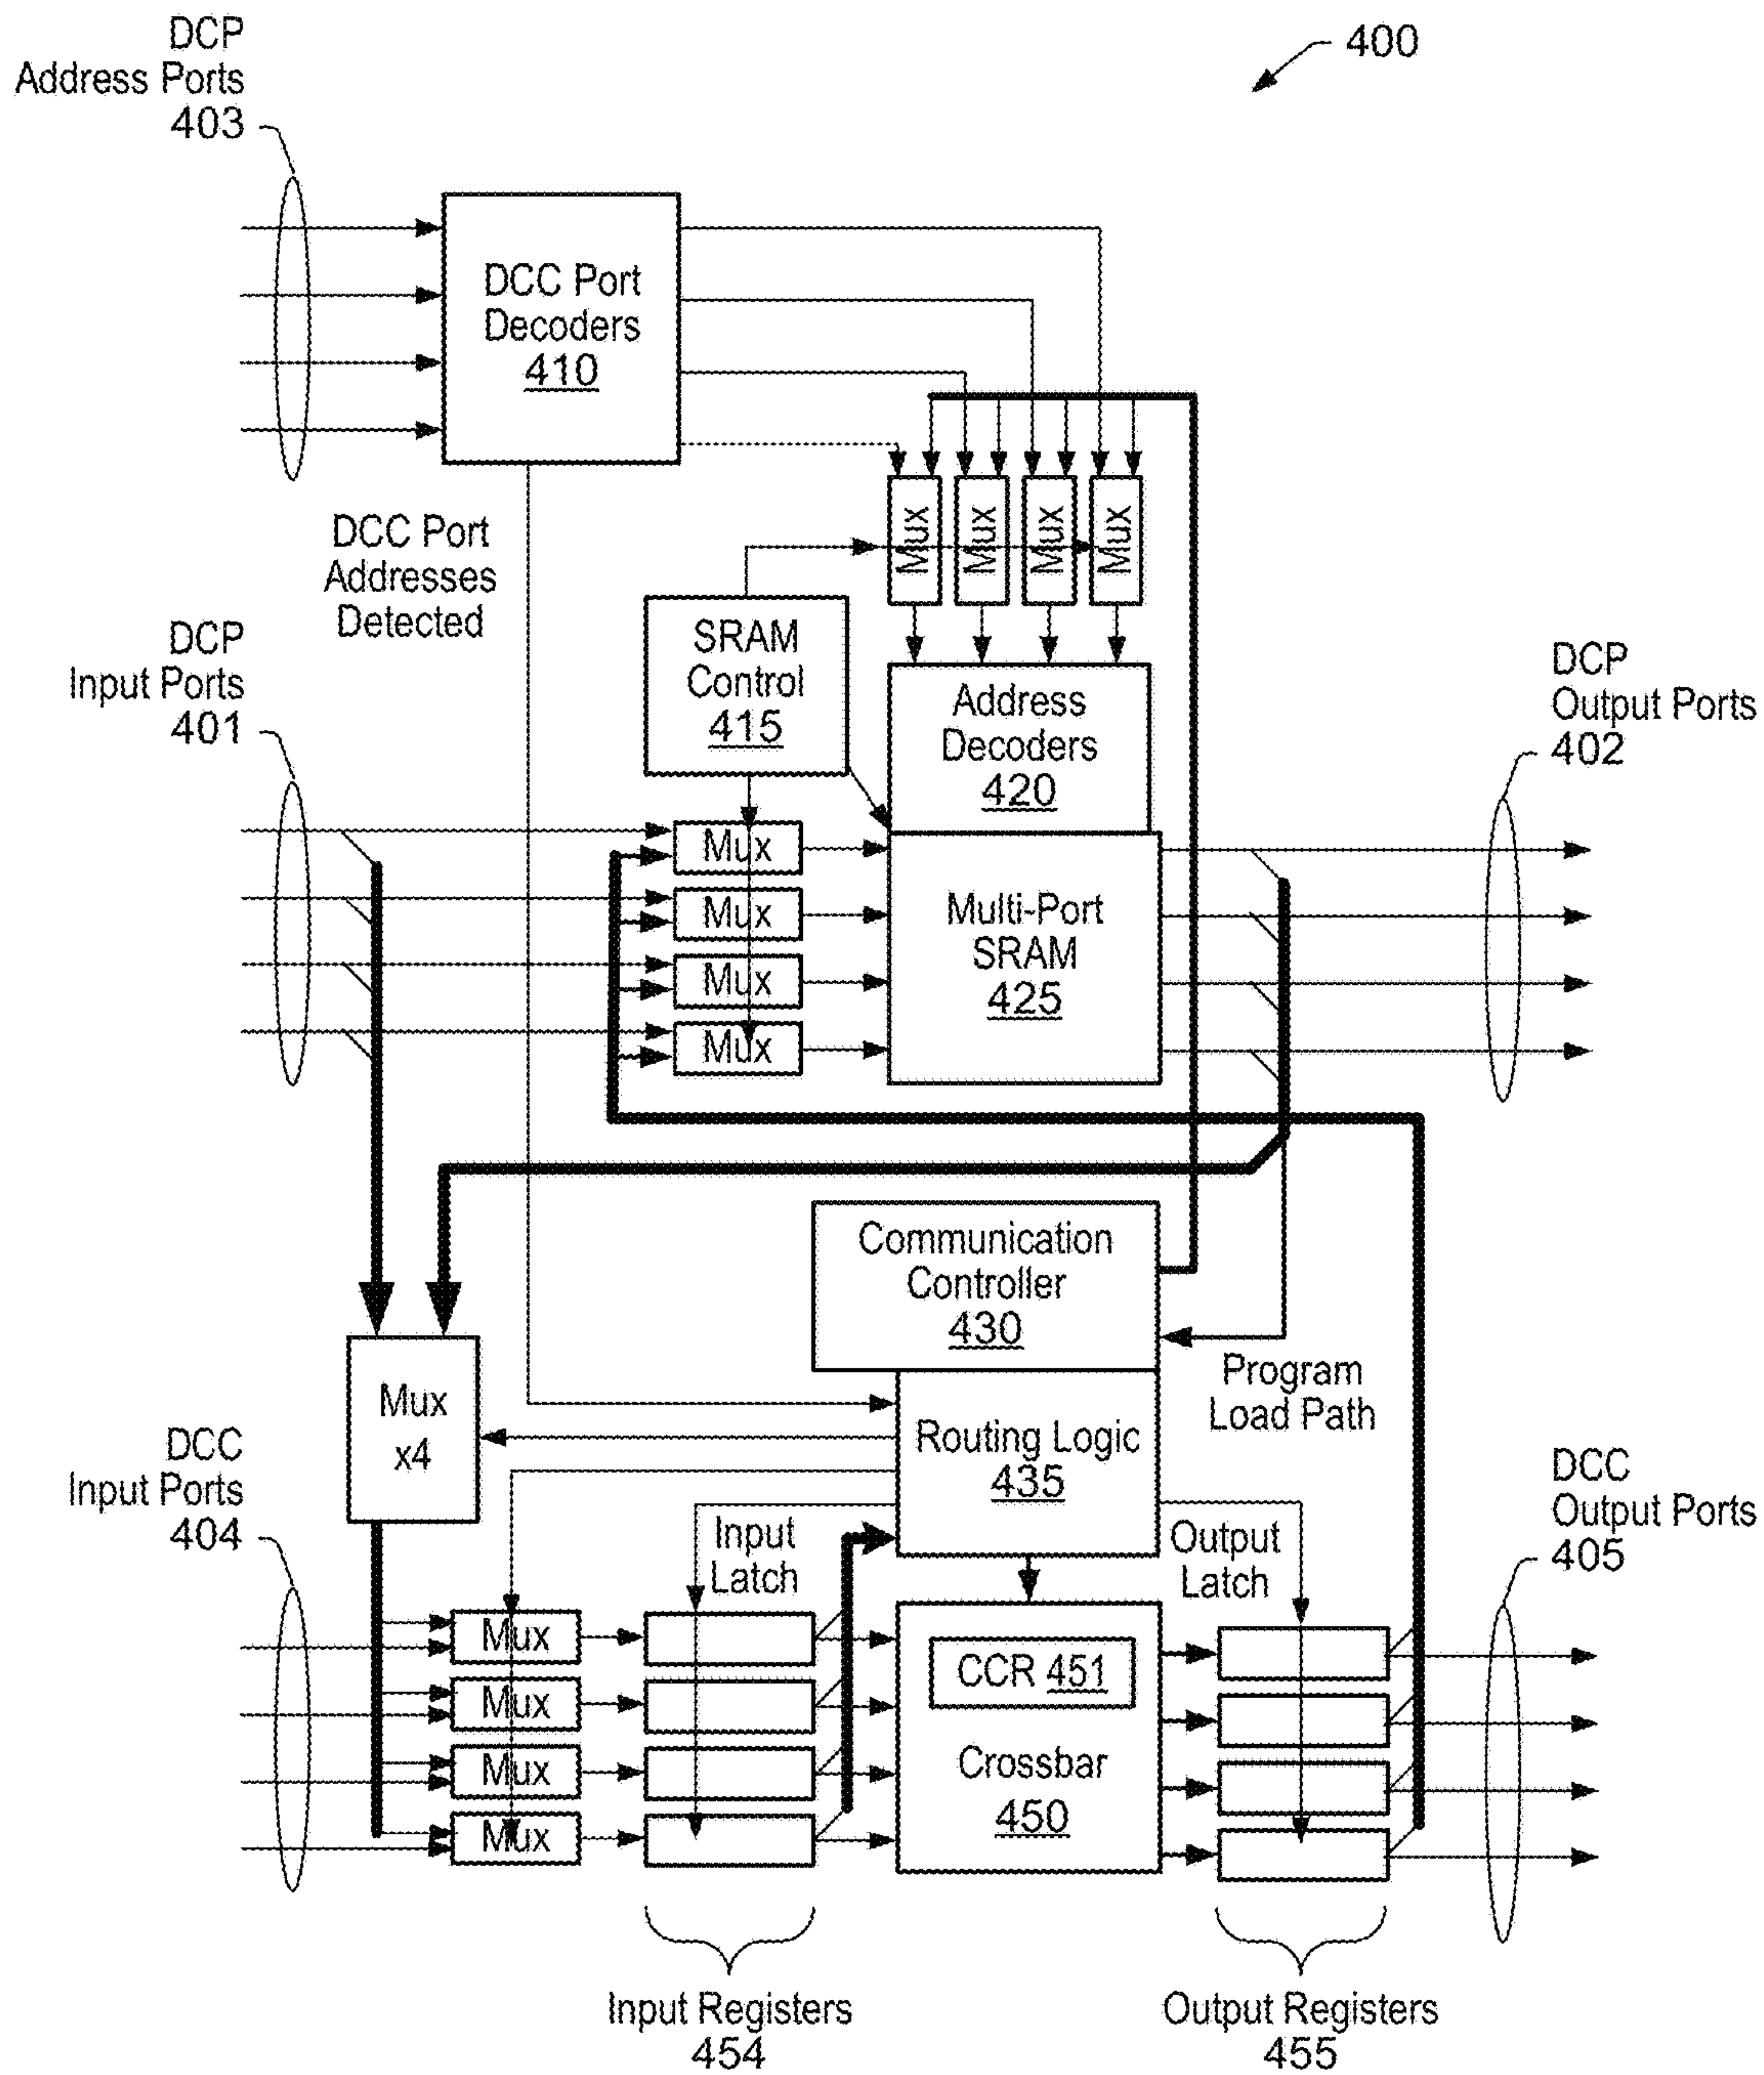 400
DCP
Address Ports
403
DCC Port
Decoders
410
DCC Port
Addresses
Detected
Mux
Mux
Mux
Mux
SRAM
Control
415
Address
Decoders
420
DCP
Input Ports
401
DCP
Output Ports
402
Mux
Mux
Mux
Mux
Multi-Port
SRAM
425
Communication
Controller
430
Program
Load Path
Mux
x4
Routing Logic
435
DCC
Input Ports
404
Input
Latch
Output
Latch
DCC
Output Ports
405
Mux
Mux
Mux
Mux
CCR 451
Crossbar
450
Input Registers
454
Output Registers
455